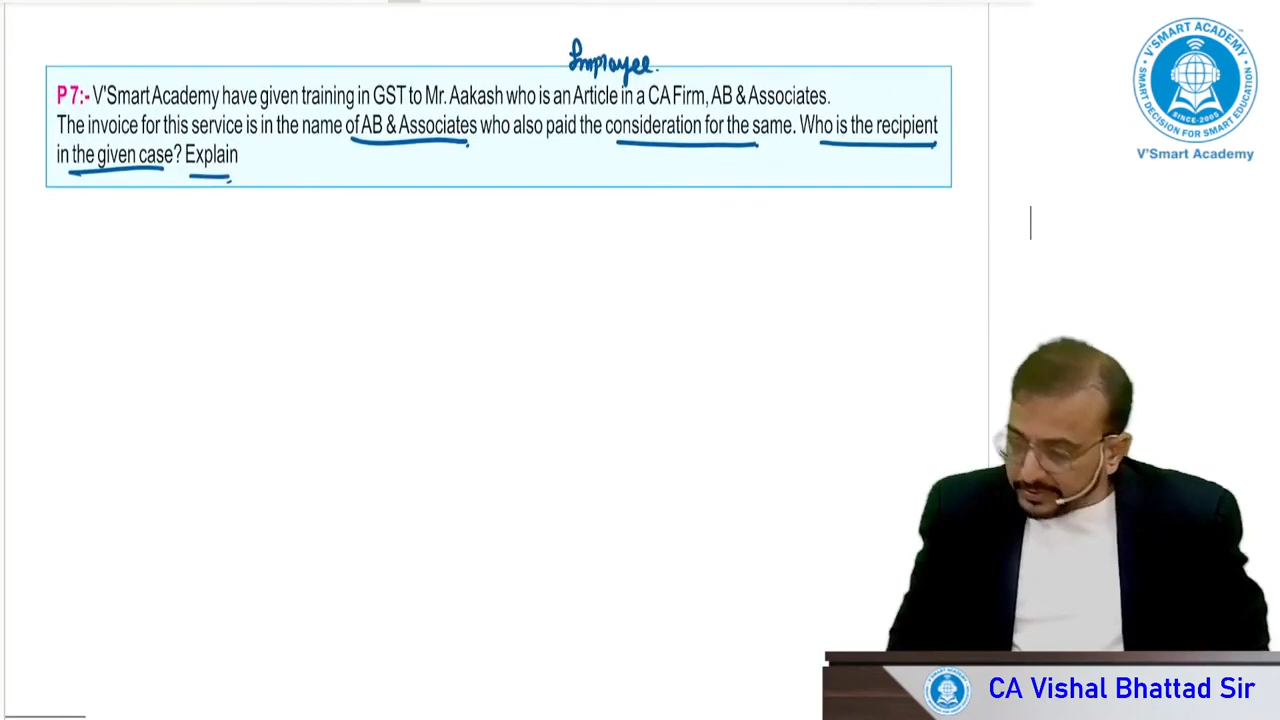 Employee.
P 7:- V'Smart Academy have given training in GST to Mr. Aakash who is an Article in a CA Firm, AB & Associates.
The invoice for this service is in the name of AB & Associates who also paid the consideration for the same. Who is the recipient
in the given case? Explain
V'SMART ACADEMY
SMART DECISION FOR SMART EDUCATION
SINCE-2005
V'Smart Academy
CA Vishal Bhattad Sir